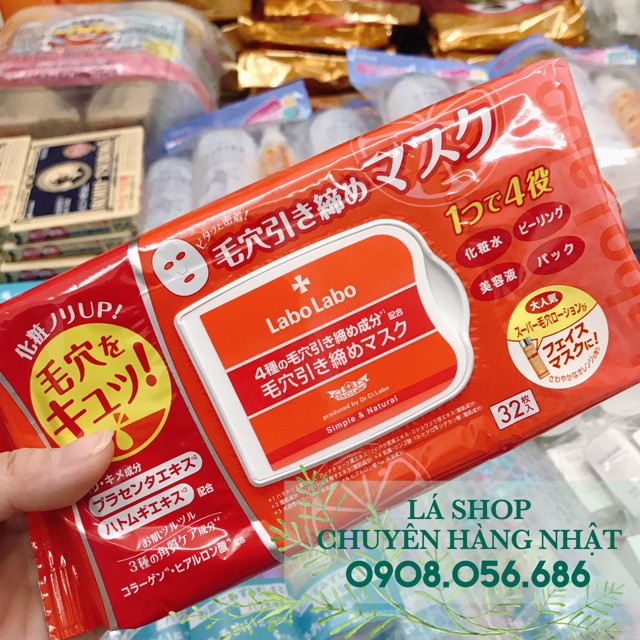 ピタッと密着!
毛穴引き締めマスク
1つで4役
化粧水
ピーリング
美容液
パック
化粧ノリUP!
毛穴を
キュッ!
LaboLabo
4種の毛穴引き締め成分 配合
毛穴引き締めマスク
produced by Dr.Ci:Labo
Simple & Natural
大人気
スーパー毛穴ローションが
フェイス
マスクに!
さわやかなオレンジの香り
32枚入
キメ成分
プラセンタエキス
ハトムギエキス 配合
お肌ツルツル
3種の角質ケア成分
コラーゲン・ヒアルロン酸
LÁ SHOP
CHUYÊN HÀNG NHẬT
0908.056.686